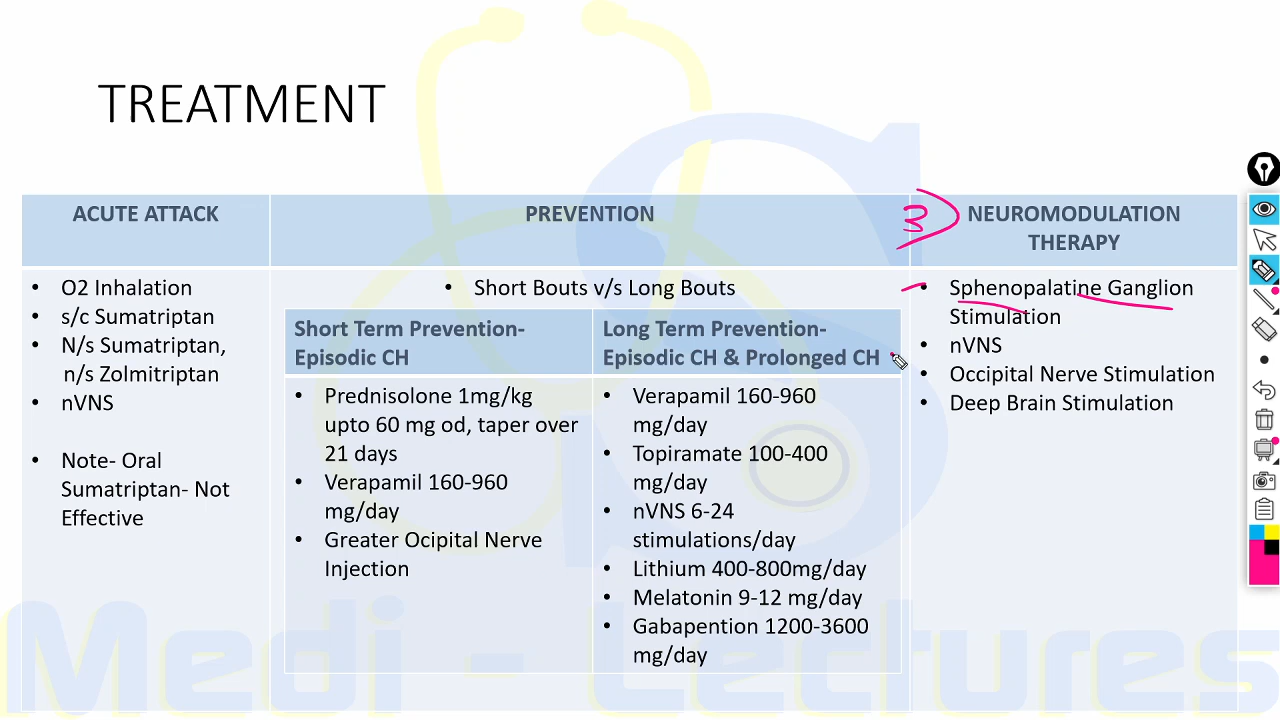 TREATMENT
ACUTE ATTACK
PREVENTION
3
NEUROMODULATION
THERAPY
• O2 Inhalation
• s/c Sumatriptan
• N/s Sumatriptan,
n/s Zolmitriptan
• nVNS
• Note- Oral
Sumatriptan- Not
Effective
• Short Bouts v/s Long Bouts
Short Term Prevention-
Episodic CH
• Prednisolone 1mg/kg
upto 60 mg od, taper over
21 days
• Verapamil 160-960
mg/day
• Greater Ocipital Nerve
Injection
Long Term Prevention-
Episodic CH & Prolonged CH
• Verapamil 160-960
mg/day
• Topiramate 100-400
mg/day
• nVNS 6-24
stimulations/day
• Lithium 400-800mg/day
• Melatonin 9-12 mg/day
• Gabapention 1200-3600
mg/day
• Sphenopalatine Ganglion
Stimulation
• nVNS
• Occipital Nerve Stimulation
• Deep Brain Stimulation
Medi - Lectures